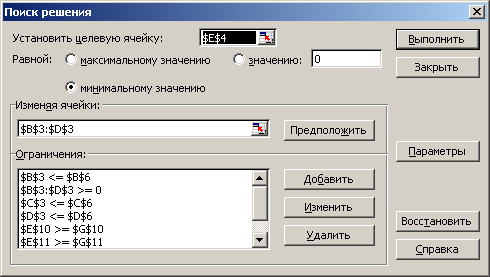 Поиск решения
Установить целевую ячейку: $E$4 Выполнить
Равной: максимальному значению значению: 0 Закрыть
минимальному значению
Изменяя ячейки:
$B$3:$D$3 Предположить
Ограничения: Параметры
$B$3 <= $B$6 Добавить
$B$3:$D$3 >= 0
$C$3 <= $C$6 Изменить
$D$3 <= $D$6 Восстановить
$E$10 >= $G$10 Удалить
$E$11 >= $G$11 Справка